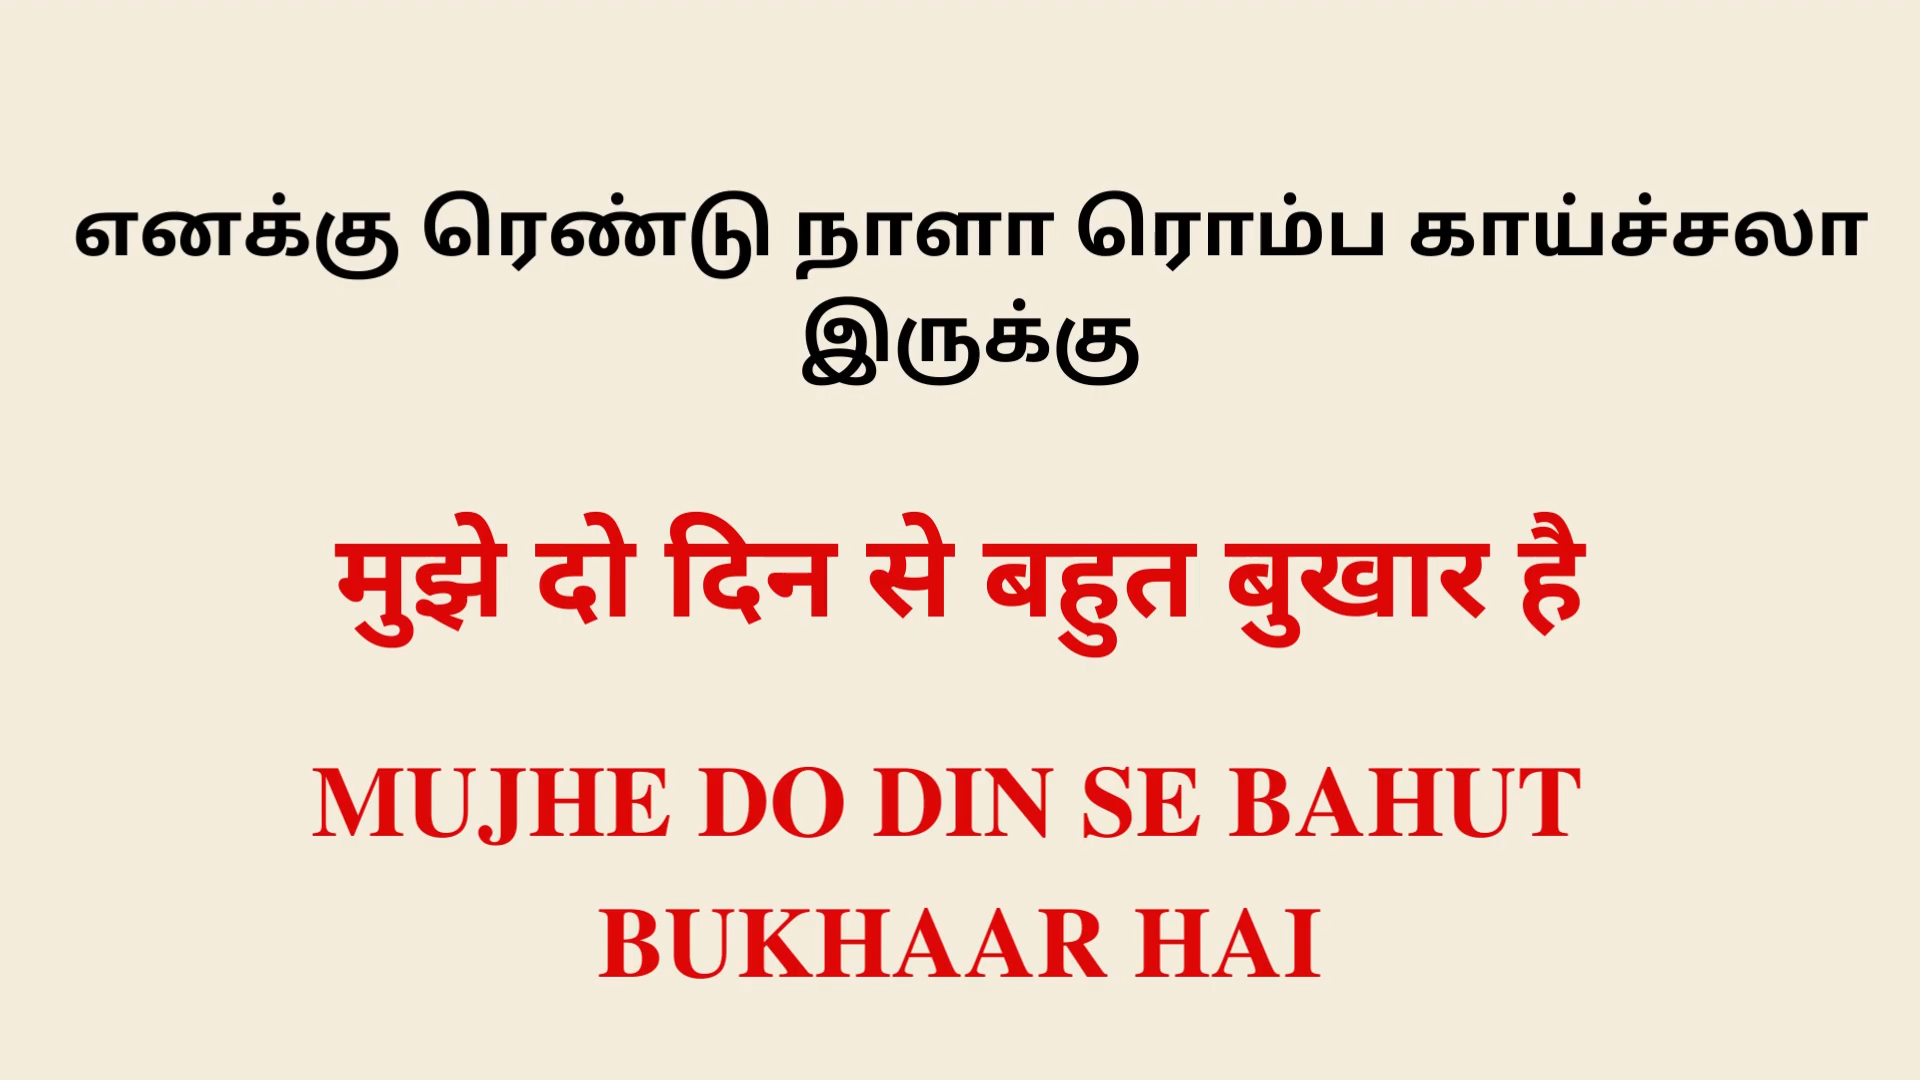 எனக்கு ரெண்டு நாளா ரொம்ப காய்ச்சலா
இருக்கு
मुझे दो दिन से बहुत बुखार है
MUJHE DO DIN SE BAHUT
BUKHAAR HAI